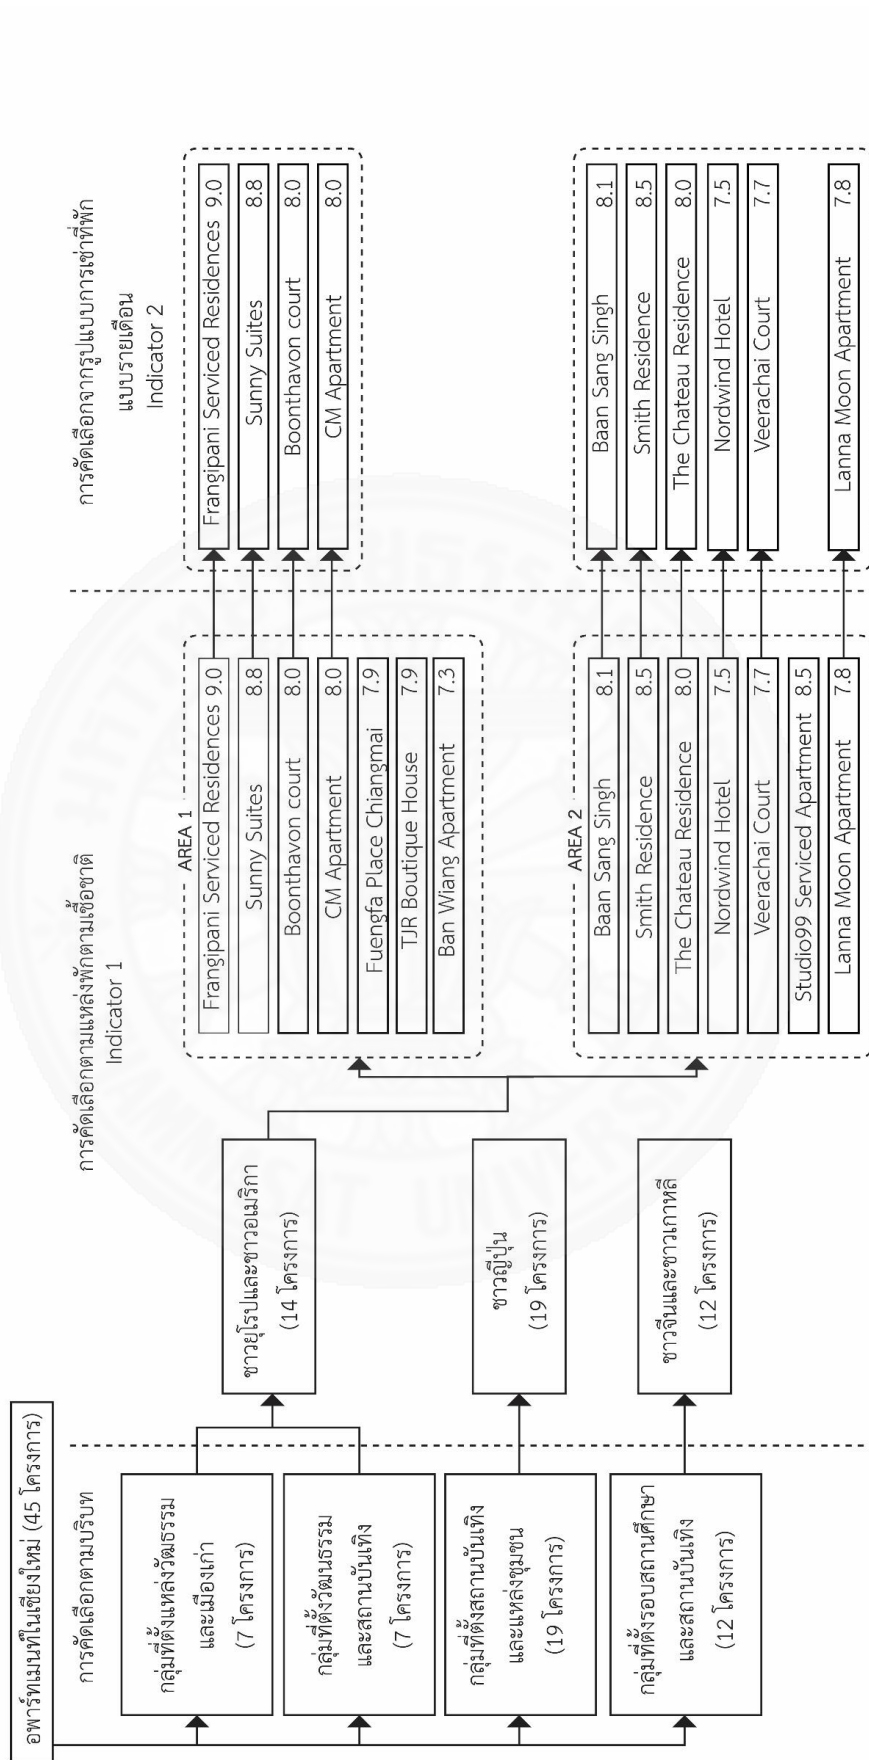 อพาร์ทเมนท์ในเชียงใหม่ (45 โครงการ)
การคัดเลือกตามบริบท
กลุ่มที่ตั้งแหล่งวัฒธรรม
และเมืองเก่า
(7 โครงการ)
กลุ่มที่ตั้งวัฒนธรรม
และสถานบันเทิง
(7 โครงการ)
กลุ่มที่ตั้งสถานบันเทิง
และแหล่งชุมชน
(19 โครงการ)
กลุ่มที่ตั้งรอบสถานศึกษา
และสถานบันเทิง
(12 โครงการ)
การคัดเลือกตามแหล่งพักตามเชื้อชาติ
Indicator 1
ชาวยุโรปและชาวอเมริกา
(14 โครงการ)
ชาวญี่ปุ่น
(19 โครงการ)
ชาวจีนและชาวเกาหลี
(12 โครงการ)
AREA 1
Frangipani Serviced Residences 9.0
Sunny Suites 8.8
Boonthavon court 8.0
CM Apartment 8.0
Fuengfa Place Chiangmai 7.9
TJR Boutique House 7.9
Ban Wiang Apartment 7.3
AREA 2
Baan Sang Singh 8.1
Smith Residence 8.5
The Chateau Residence 8.0
Nordwind Hotel 7.5
Veerachai Court 7.7
Studio99 Serviced Apartment 8.5
Lanna Moon Apartment 7.8
การคัดเลือกจากรูปแบบการเช่าที่พัก
แบบรายเดือน
Indicator 2
Frangipani Serviced Residences 9.0
Sunny Suites 8.8
Boonthavon court 8.0
CM Apartment 8.0
Baan Sang Singh 8.1
Smith Residence 8.5
The Chateau Residence 8.0
Nordwind Hotel 7.5
Veerachai Court 7.7
Lanna Moon Apartment 7.8